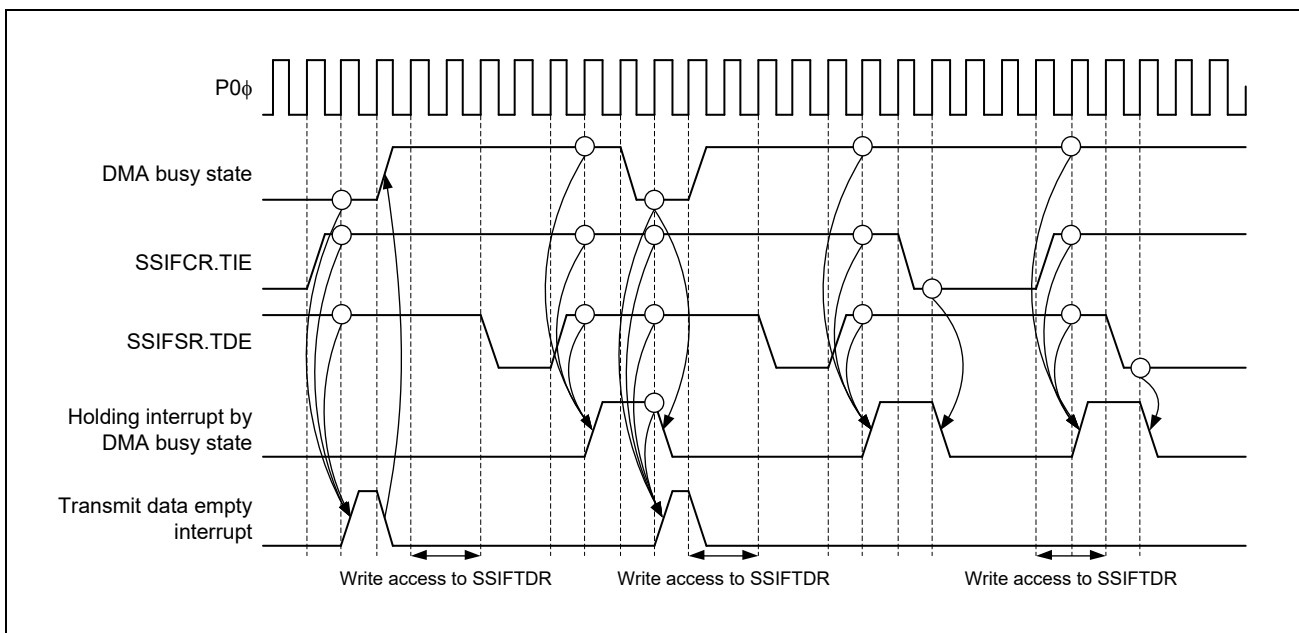 P0ϕ
DMA busy state
SSIFCR.TIE
SSIFSR.TDE
Holding interrupt by
DMA busy state
Transmit data empty
interrupt
Write access to SSIFTDR
Write access to SSIFTDR
Write access to SSIFTDR